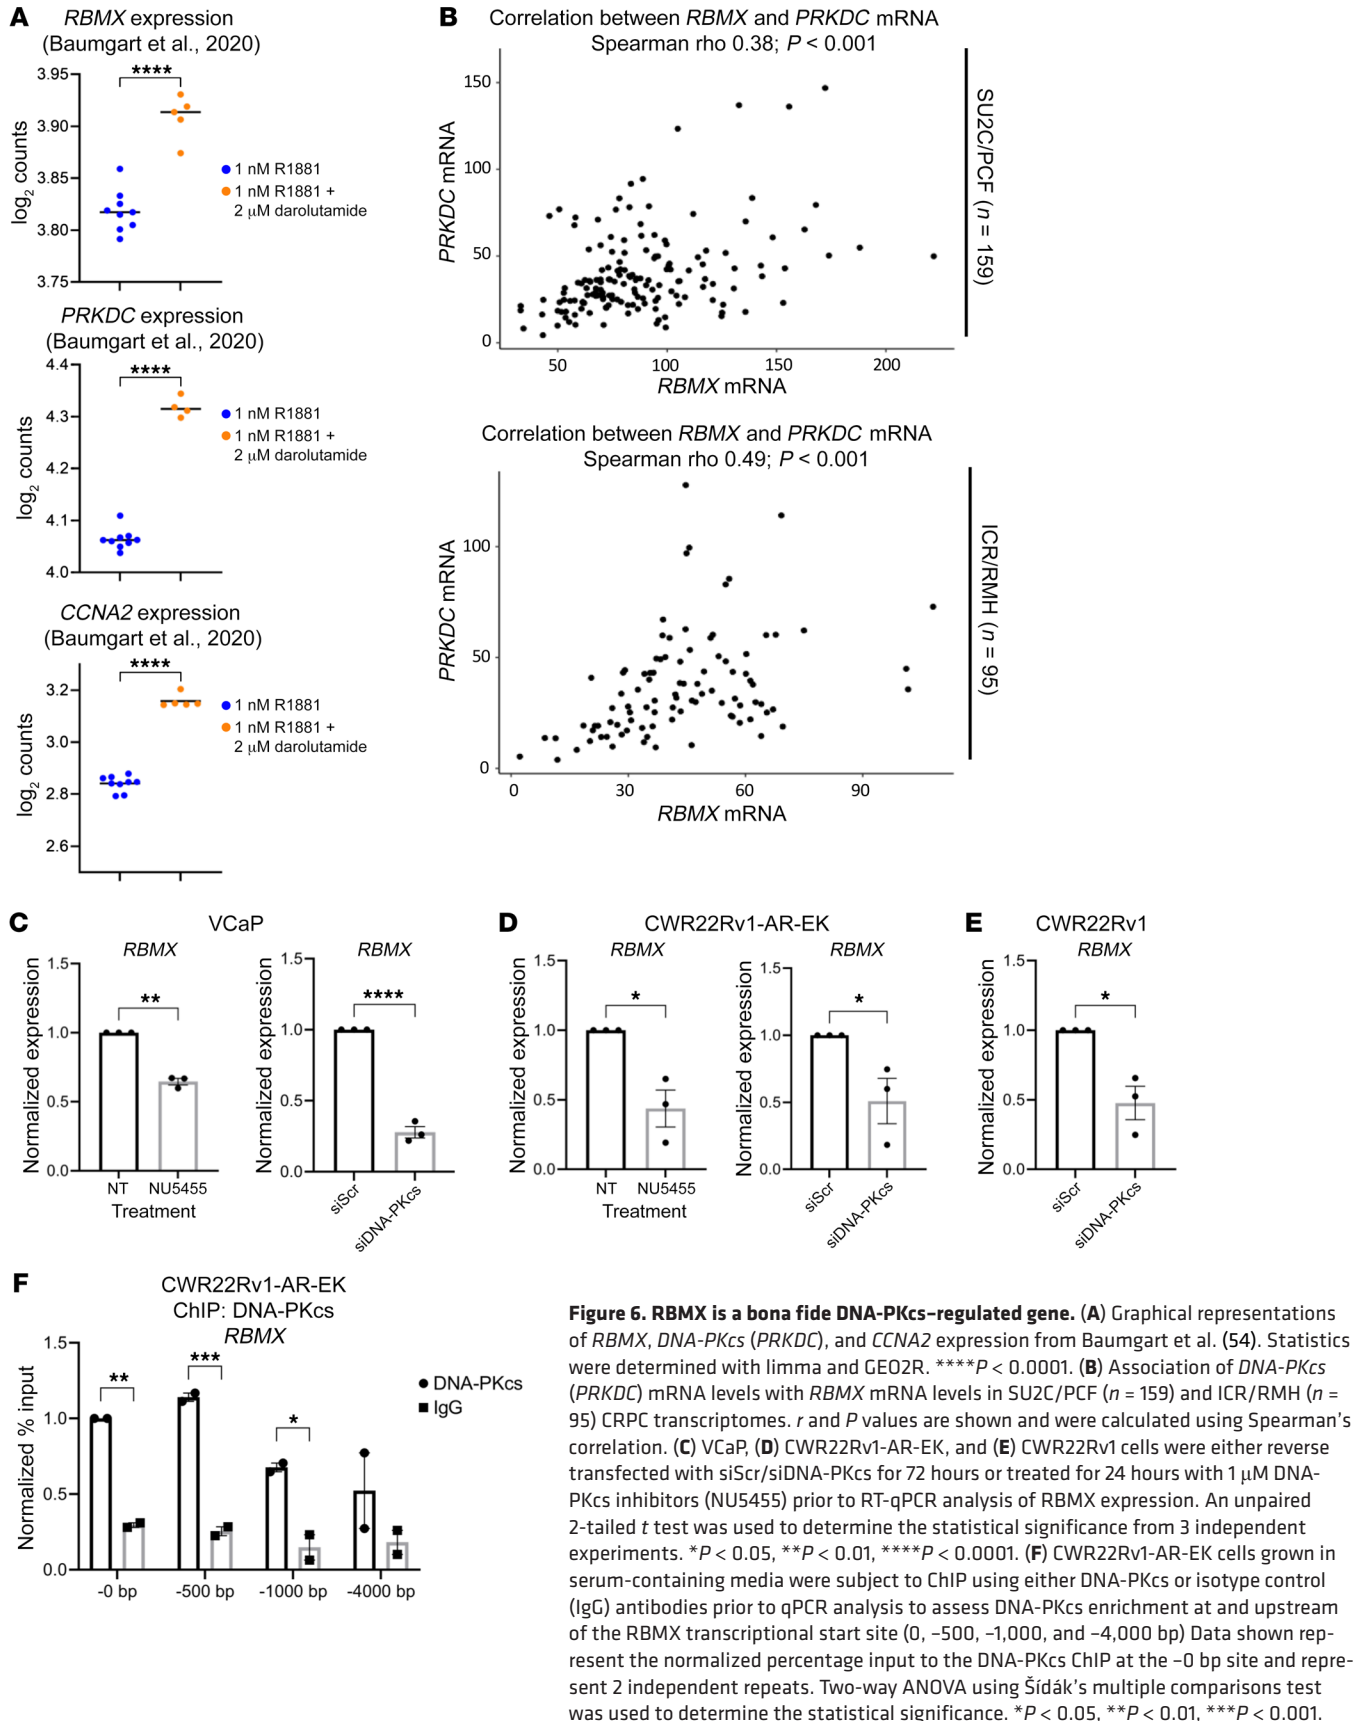 A
RBMX expression
(Baumgart et al., 2020)
****
log2 counts
3.95
3.90
3.85
3.80
3.75
1 nM R1881
1 nM R1881 +
2 µM darolutamide
PRKDC expression
(Baumgart et al., 2020)
****
log2 counts
4.4
4.3
4.2
4.1
4.0
1 nM R1881
1 nM R1881 +
2 µM darolutamide
CCNA2 expression
(Baumgart et al., 2020)
****
log2 counts
3.2
3.0
2.8
2.6
1 nM R1881
1 nM R1881 +
2 µM darolutamide
B
Correlation between RBMX and PRKDC mRNA
Spearman rho 0.38; P < 0.001
PRKDC mRNA
150
100
50
0
50 100 150 200
RBMX mRNA
SU2C/PCF (n = 159)
Correlation between RBMX and PRKDC mRNA
Spearman rho 0.49; P < 0.001
PRKDC mRNA
100
50
0
0 30 60 90
RBMX mRNA
ICR/RMH (n = 95)
C
VCaP
RBMX
**
Normalized expression
1.5
1.0
0.5
0.0
NT NU5455
Treatment
RBMX
****
Normalized expression
1.5
1.0
0.5
0.0
siScr
siDNA-PKcs
D
CWR22Rv1-AR-EK
RBMX
*
Normalized expression
1.5
1.0
0.5
0.0
NT NU5455
Treatment
RBMX
*
Normalized expression
1.5
1.0
0.5
0.0
siScr
siDNA-PKcs
E
CWR22Rv1
RBMX
*
Normalized expression
1.5
1.0
0.5
0.0
siScr
siDNA-PKcs
F
CWR22Rv1-AR-EK
ChIP: DNA-PKcs
RBMX
Normalized % input
1.5
1.0
0.5
0.0
**
***
*
DNA-PKcs
IgG
-0 bp -500 bp -1000 bp -4000 bp
Figure 6. RBMX is a bona fide DNA-PKcs–regulated gene. (A) Graphical representations
of RBMX, DNA-PKcs (PRKDC), and CCNA2 expression from Baumgart et al. (54). Statistics
were determined with limma and GEO2R. ****P < 0.0001. (B) Association of DNA-PKcs
(PRKDC) mRNA levels with RBMX mRNA levels in SU2C/PCF (n = 159) and ICR/RMH (n =
95) CRPC transcriptomes. r and P values are shown and were calculated using Spearman's
correlation. (C) VCaP, (D) CWR22Rv1-AR-EK, and (E) CWR22Rv1 cells were either reverse
transfected with siScr/siDNA-PKcs for 72 hours or treated for 24 hours with 1 µM DNA-
PKcs inhibitors (NU5455) prior to RT-qPCR analysis of RBMX expression. An unpaired
2-tailed t test was used to determine the statistical significance from 3 independent
experiments. *P < 0.05, **P < 0.01, ****P < 0.0001. (F) CWR22Rv1-AR-EK cells grown in
serum-containing media were subject to ChIP using either DNA-PKcs or isotype control
(IgG) antibodies prior to qPCR analysis to assess DNA-PKcs enrichment at and upstream
of the RBMX transcriptional start site (0, –500, –1,000, and –4,000 bp) Data shown rep-
resent the normalized percentage input to the DNA-PKcs ChIP at the –0 bp site and repre-
sent 2 independent repeats. Two-way ANOVA using Šídák's multiple comparisons test
was used to determine the statistical significance. *P < 0.05, **P < 0.01, ***P < 0.001.